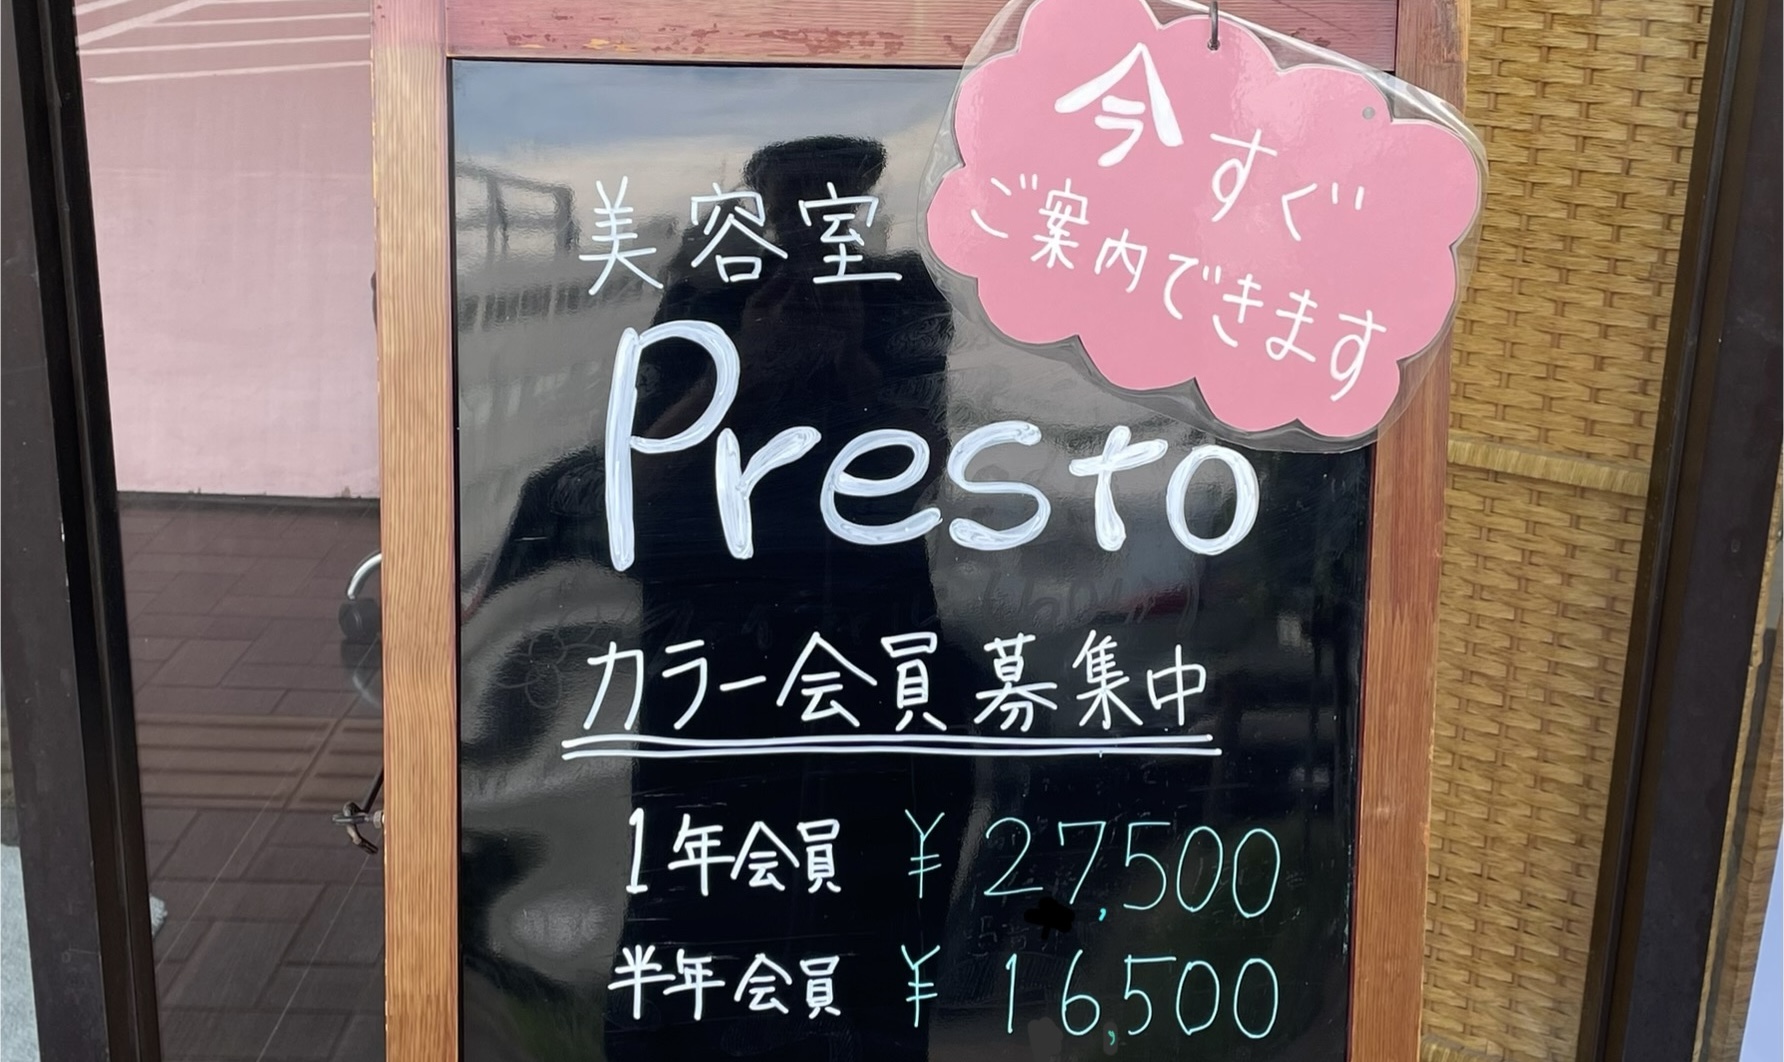 今すぐ
ご案内できます
美容室
Presto
カラー会員募集中
1年会員 ¥27,500
半年会員 ¥16,500